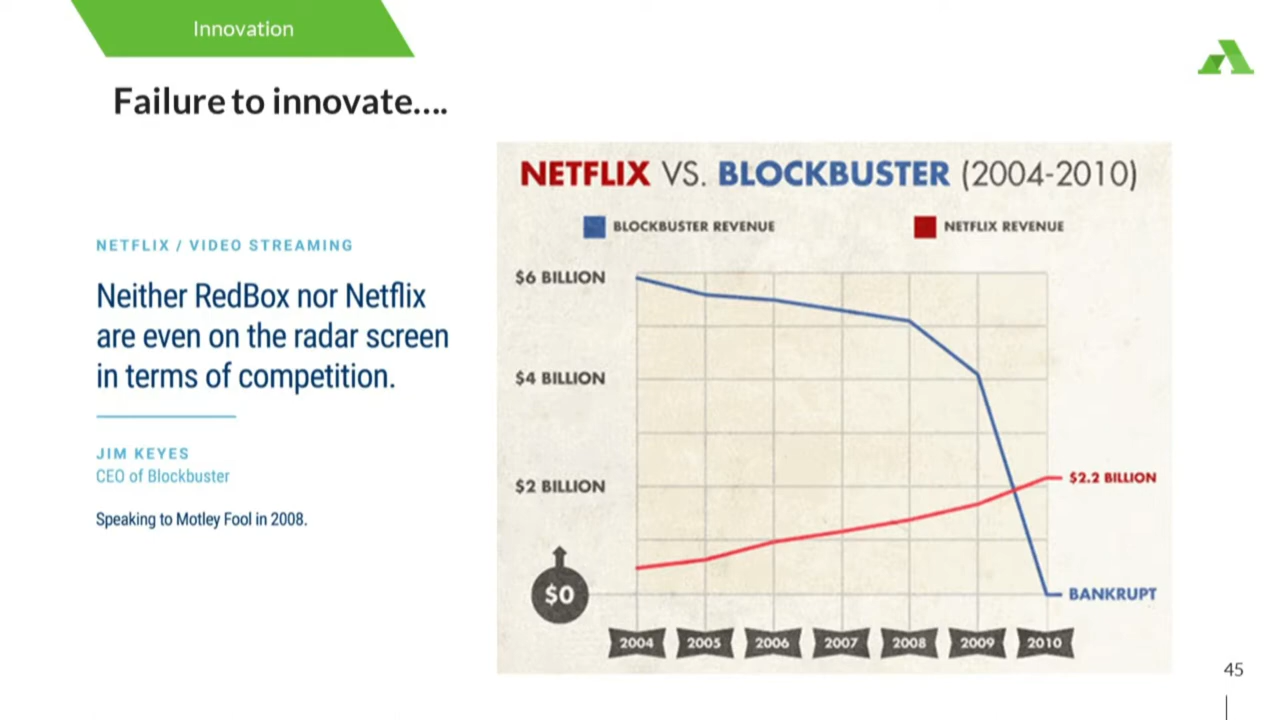 Innovation
Failure to innovate....
NETFLIX / VIDEO STREAMING
Neither RedBox nor Netflix
are even on the radar screen
in terms of competition.
JIM KEYES
CEO of Blockbuster
Speaking to Motley Fool in 2008.
NETFLIX VS. BLOCKBUSTER (2004-2010)
BLOCKBUSTER REVENUE
NETFLIX REVENUE
$6 BILLION
$4 BILLION
$2 BILLION
$0
$2.2 BILLION
BANKRUPT
2004 2005 2006 2007 2008 2009 2010
45